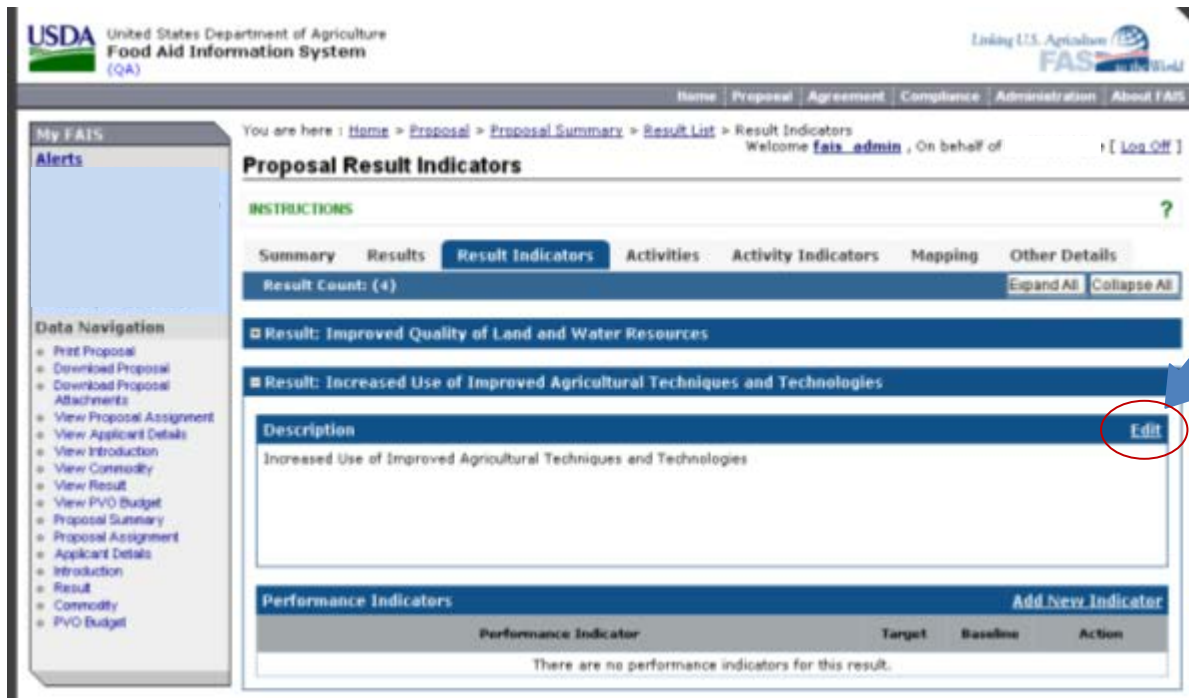 USDA United States Department of Agriculture
Food Aid Information System
(QA)
Linking U.S. Agriculture
FAS to the World
Home Proposal Agreement Compliance Administration About FAIS
My FAIS
Alerts
You are here : Home > Proposal > Proposal Summary > Result List > Result Indicators
Welcome fais_admin , On behalf of [ Log Off ]
Proposal Result Indicators
INSTRUCTIONS ?
Summary Results Result Indicators Activities Activity Indicators Mapping Other Details
Result Count: (4) Expand All Collapse All
Data Navigation
Print Proposal
Download Proposal
Download Proposal
Attachments
View Proposal Assignment
View Applicant Details
View Introduction
View Commodity
View Result
View PVO Budget
Proposal Summary
Proposal Assignment
Applicant Details
Introduction
Result
Commodity
PVO Budget
Result: Improved Quality of Land and Water Resources
Result: Increased Use of Improved Agricultural Techniques and Technologies
Description Edit
Increased Use of Improved Agricultural Techniques and Technologies
Performance Indicators Add New Indicator
Performance Indicator Target Baseline Action
There are no performance indicators for this result.